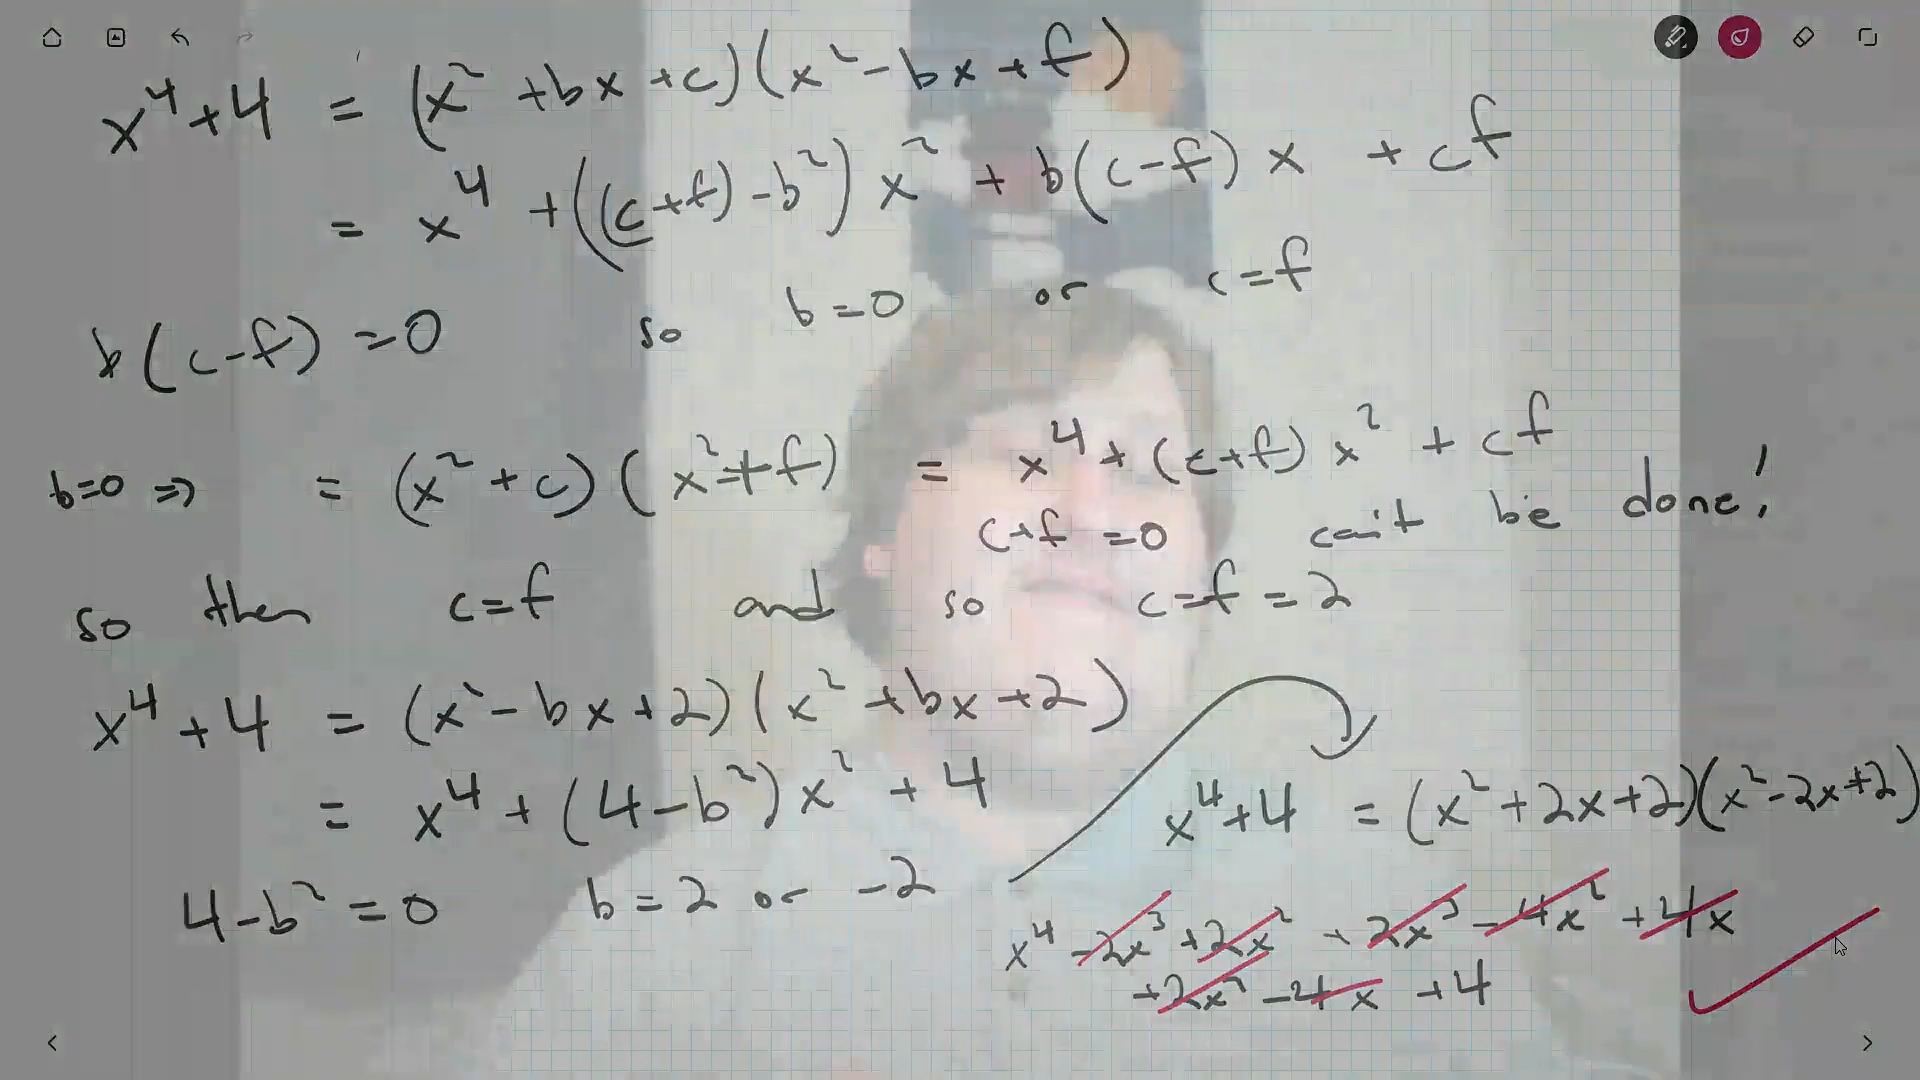 x⁴+4 = (x²+bx+c)(x²-bx+f)
= x⁴ +((c+f)-b²)x² + b(c-f)x + cf
b(c-f)=0 so b=0 or c=f
b=0 ⇒ = (x²+c)(x²+f) = x⁴+(c+f)x²+cf
c+f=0 can't be done!
so then c=f and so c=f=2
x⁴+4 = (x²-bx+2)(x²+bx+2)
= x⁴+(4-b²)x²+4
x⁴+4 = (x²+2x+2)(x²-2x+2)
4-b²=0 b=2 or -2
x⁴-2x³+2x²+2x³-4x²+4x
+2x²-4x+4